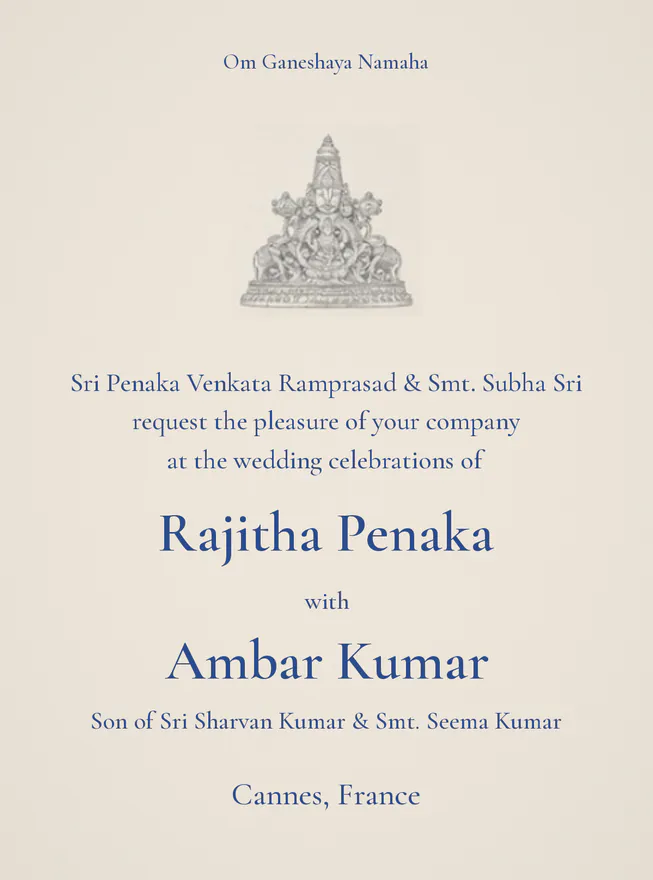 Om Ganeshaya Namaha
Sri Penaka Venkata Ramprasad & Smt. Subha Sri
request the pleasure of your company
at the wedding celebrations of
Rajitha Penaka
with
Ambar Kumar
Son of Sri Sharvan Kumar & Smt. Seema Kumar
Cannes, France